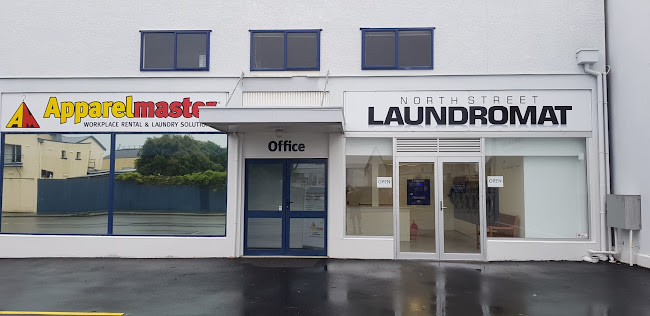 Apparelmaster
WORKPLACE RENTAL & LAUNDRY SOLUTIONS
Office
NORTH STREET
LAUNDROMAT
OPEN
OPEN